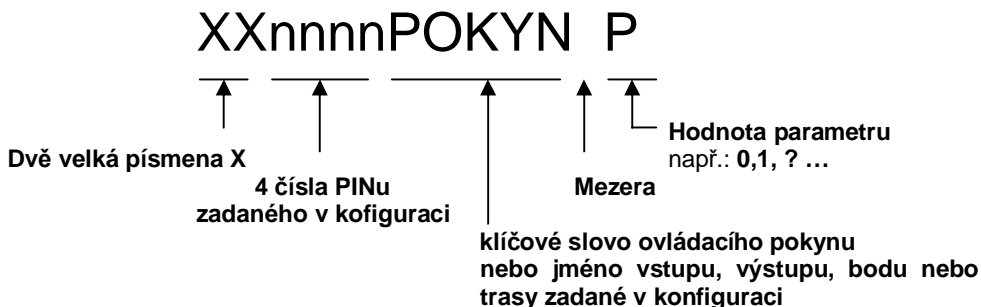 XXnnnnPOKYN P
Dvě velká písmena X
4 čísla PINu
zadaného v kofiguraci
Mezera
Hodnota parametru
např.: 0,1, ? …
klíčové slovo ovládacího pokynu
nebo jméno vstupu, výstupu, bodu nebo
trasy zadané v konfiguraci